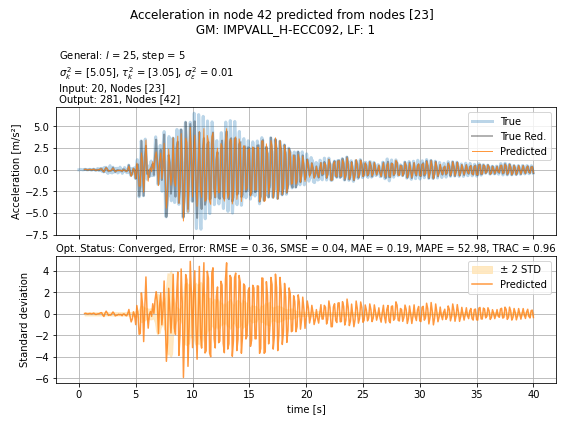 Acceleration in node 42 predicted from nodes [23]
GM: IMPVALL_H-ECC092, LF: 1
General: l = 25, step = 5
σ²ₖ = [5.05], τ²ₖ = [3.05], σ²ε = 0.01
Input: 20, Nodes [23]
Output: 281, Nodes [42]
Acceleration [m/s²]
5.0
2.5
0.0
−2.5
−5.0
−7.5
True
True Red.
Predicted
Opt. Status: Converged, Error: RMSE = 0.36, SMSE = 0.04, MAE = 0.19, MAPE = 52.98, TRAC = 0.96
Standard deviation
4
2
0
−2
−4
−6
± 2 STD
Predicted
0 5 10 15 20 25 30 35 40
time [s]